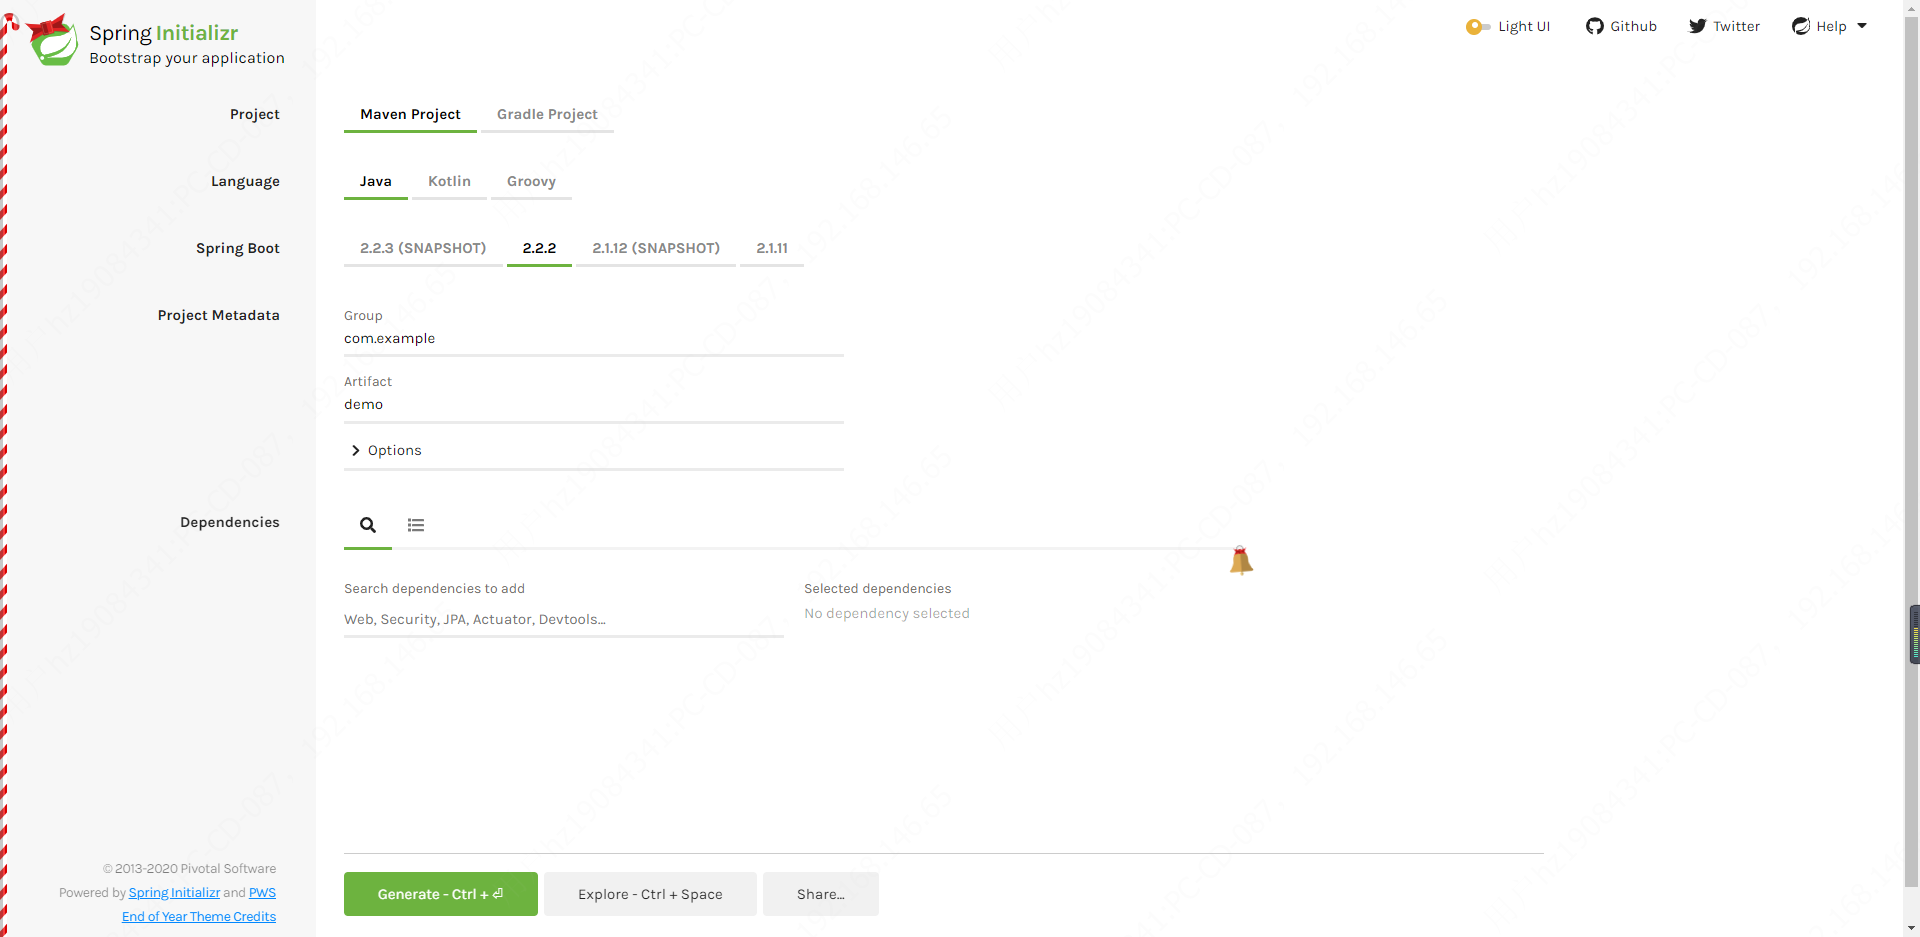 Spring Initializr
Bootstrap your application
Light UI
Github
Twitter
Help
Project
Maven Project
Gradle Project
Language
Java
Kotlin
Groovy
Spring Boot
2.2.3 (SNAPSHOT)
2.2.2
2.1.12 (SNAPSHOT)
2.1.11
Project Metadata
Group
com.example
Artifact
demo
Options
Dependencies
Search dependencies to add
Web, Security, JPA, Actuator, Devtools...
Selected dependencies
No dependency selected
© 2013-2020 Pivotal Software
Powered by Spring Initializr and PWS
End of Year Theme Credits
Generate - Ctrl + ⏎
Explore - Ctrl + Space
Share...